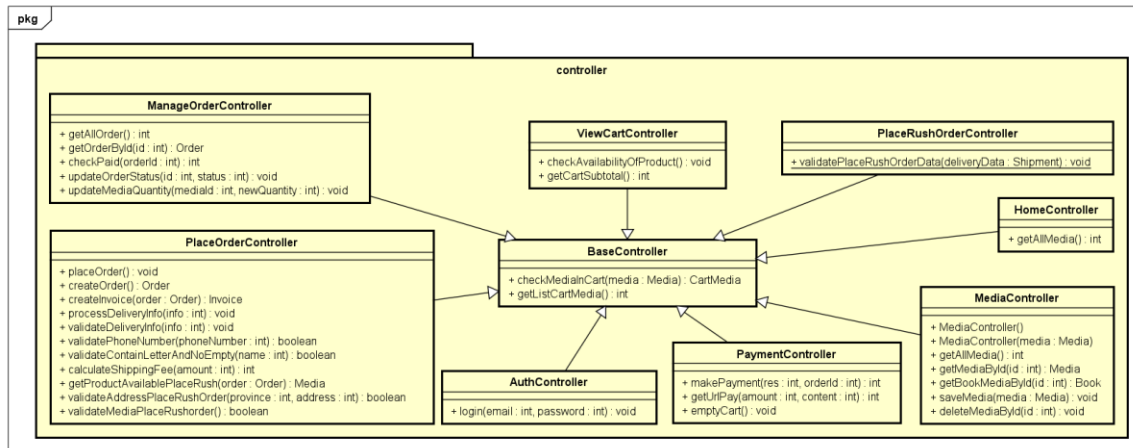 pkg
controller
ManageOrderController
+ getAllOrder() : int
+ getOrderById(id : int) : Order
+ checkPaid(orderId : int) : int
+ updateOrderStatus(id : int, status : int) : void
+ updateMediaQuantity(mediaId : int, newQuantity : int) : void
ViewCartController
+ checkAvailabilityOfProduct() : void
+ getCartSubtotal() : int
PlaceRushOrderController
+ validatePlaceRushOrderData(deliveryData : Shipment) : void
HomeController
+ getAllMedia() : int
PlaceOrderController
+ placeOrder() : void
+ createOrder() : Order
+ createInvoice(order : Order) : Invoice
+ processDeliveryInfo(info : int) : void
+ validateDeliveryInfo(info : int) : void
+ validatePhoneNumber(phoneNumber : int) : boolean
+ validateContainLetterAndNoEmpty(name : int) : boolean
+ calculateShippingFee(amount : int) : int
+ getProductAvailablePlaceRush(order : Order) : Media
+ validateAddressPlaceRushOrder(province : int, address : int) : boolean
+ validateMediaPlaceRushorder() : boolean
BaseController
+ checkMediaInCart(media : Media) : CartMedia
+ getListCartMedia() : int
MediaController
+ MediaController()
+ MediaController(media : Media)
+ getAllMedia() : int
+ getMediaById(id : int) : Media
+ getBookMediaById(id : int) : Book
+ saveMedia(media : Media) : void
+ deleteMediaById(id : int) : void
AuthController
+ login(email : int, password : int) : void
PaymentController
+ makePayment(res : int, orderId : int) : int
+ getUrlPay(amount : int, content : int) : int
+ emptyCart() : void